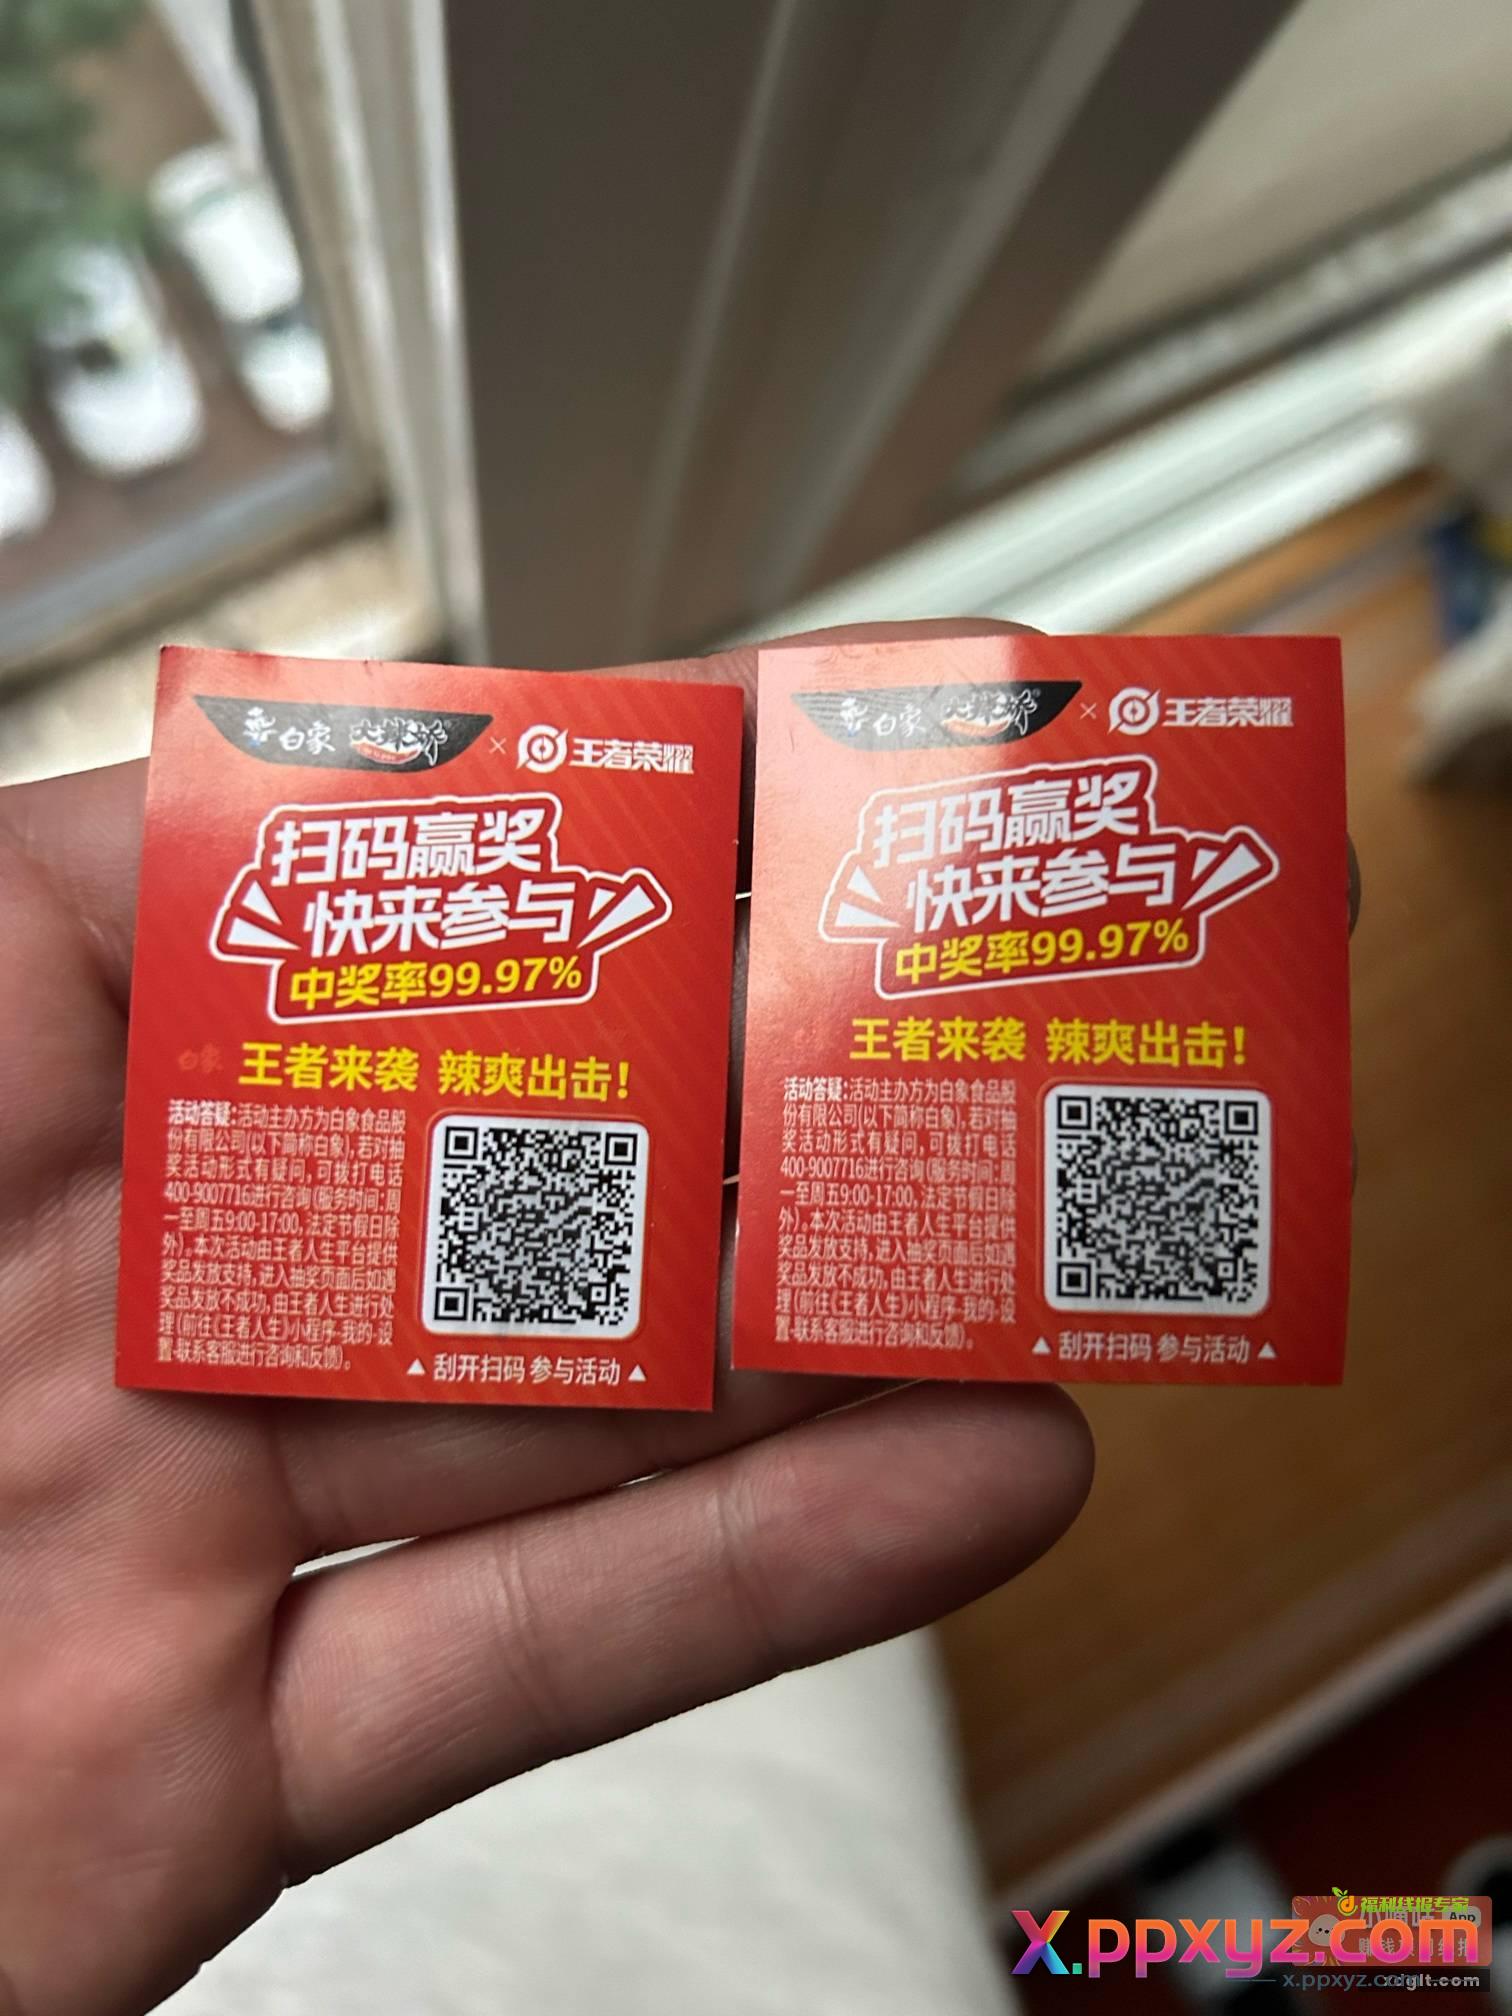 白象 大辣娇 × 王者荣耀
扫码赢奖
快来参与
中奖率99.97%
白象
王者来袭 辣爽出击！
活动答疑：活动主办方为白象食品股
份有限公司(以下简称白象)，若对抽
奖活动形式有疑问，可拨打电话
400-9007716进行咨询(服务时间：周
一至周五9:00-17:00，法定节假日除
外)。本次活动由王者人生平台提供
奖品发放支持，进入抽奖页面后如遇
奖品发放不成功，由王者人生进行处
理(前往《王者人生》小程序-我的-设
置-联系客服进行咨询和反馈)。
▲ 刮开扫码 参与活动 ▲
白象 大辣娇 × 王者荣耀
扫码赢奖
快来参与
中奖率99.97%
王者来袭 辣爽出击！
活动答疑：活动主办方为白象食品股
份有限公司(以下简称白象)，若对抽
奖活动形式有疑问，可拨打电话
400-9007716进行咨询(服务时间：周
一至周五9:00-17:00，法定节假日除
外)。本次活动由王者人生平台提供
奖品发放支持，进入抽奖页面后如遇
奖品发放不成功，由王者人生进行处
理(前往《王者人生》小程序-我的-设
置-联系客服进行咨询和反馈)。
▲ 刮开扫码 参与活动 ▲
福利线报专家
App
X.ppxyz.com
x.ppxyz.com
xdglt.com